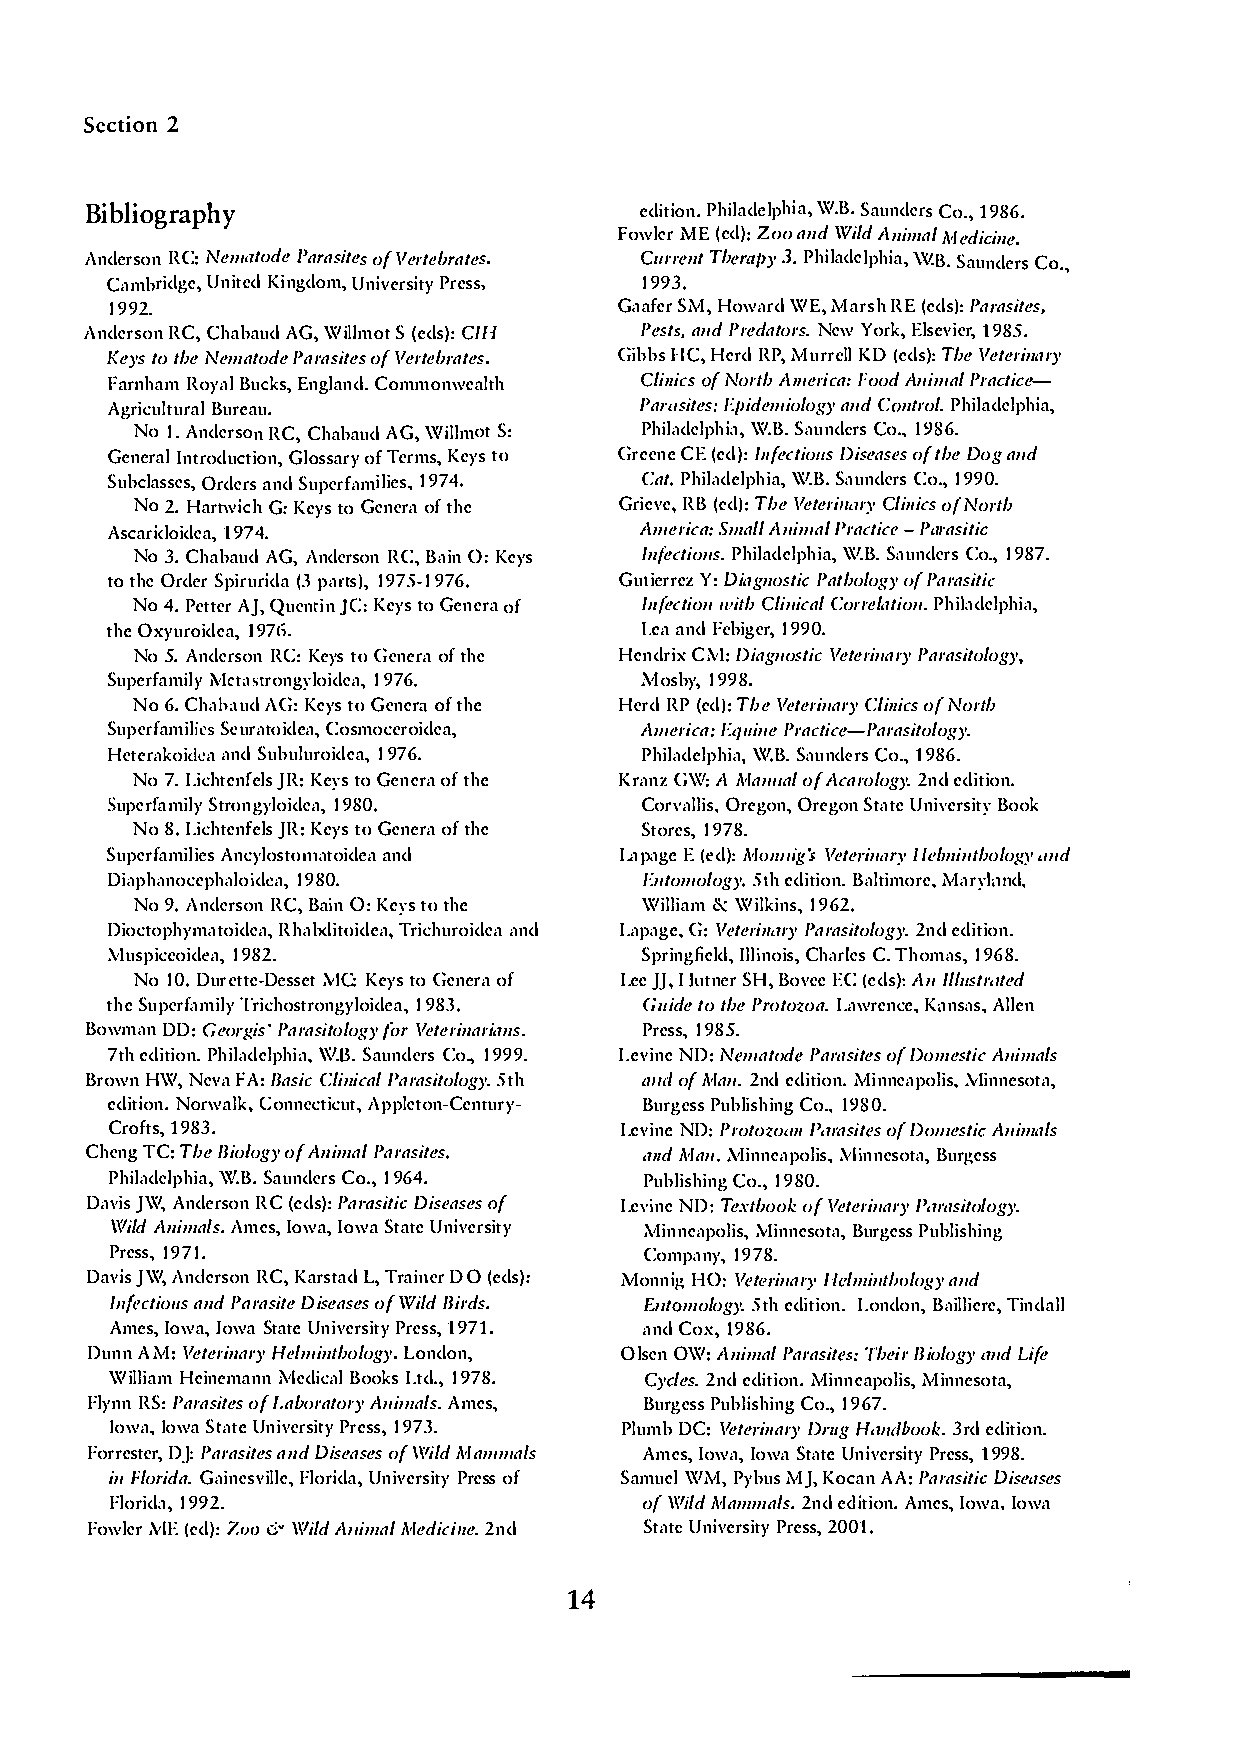 Section 2
Bibliography
Anderson RC: Nematode Parasites of Vertebrates.
Cambridge, United Kingdom, University Press,
1992.
Anderson RC, Chabaud AG, Willmot S (eds): CIH
Keys to the Nematode Parasites of Vertebrates.
Farnham Royal Bucks, England. Commonwealth
Agricultural Bureau.
No 1. Anderson RC, Chabaud AG, Willmot S:
General Introduction, Glossary of Terms, Keys to
Subclasses, Orders and Superfamilies, 1974.
No 2. Hartwich G: Keys to Genera of the
Ascaridoidea, 1974.
No 3. Chabaud AG, Anderson RC, Bain O: Keys
to the Order Spirurida (3 parts), 1975-1976.
No 4. Petter AJ, Quentin JC: Keys to Genera of
the Oxyuroidea, 1976.
No 5. Anderson RC: Keys to Genera of the
Superfamily Metastrongyloidea, 1976.
No 6. Chabaud AG: Keys to Genera of the
Superfamilies Seuratoidea, Cosmoceroidea,
Heterakoidea and Subuluroidea, 1976.
No 7. Lichtenfels JR: Keys to Genera of the
Superfamily Strongyloidea, 1980.
No 8. Lichtenfels JR: Keys to Genera of the
Superfamilies Ancylostomatoidea and
Diaphanocephaloidea, 1980.
No 9. Anderson RC, Bain O: Keys to the
Dioctophymatoidea, Rhabditoidea, Trichuroidea and
Muspiceoidea, 1982.
No 10. Durette-Desset MC: Keys to Genera of
the Superfamily Trichostrongyloidea, 1983.
Bowman DD: Georgis' Parasitology for Veterinarians.
7th edition. Philadelphia, W.B. Saunders Co., 1999.
Brown HW, Neva FA: Basic Clinical Parasitology. 5th
edition. Norwalk, Connecticut, Appleton-Century-
Crofts, 1983.
Cheng TC: The Biology of Animal Parasites.
Philadelphia, W.B. Saunders Co., 1964.
Davis JW, Anderson RC (eds): Parasitic Diseases of
Wild Animals. Ames, Iowa, Iowa State University
Press, 1971.
Davis JW, Anderson RC, Karstad L, Trainer DO (eds):
Infectious and Parasite Diseases of Wild Birds.
Ames, Iowa, Iowa State University Press, 1971.
Dunn AM: Veterinary Helminthology. London,
William Heinemann Medical Books Ltd., 1978.
Flynn RS: Parasites of Laboratory Animals. Ames,
Iowa, Iowa State University Press, 1973.
Forrester, DJ: Parasites and Diseases of Wild Mammals
in Florida. Gainesville, Florida, University Press of
Florida, 1992.
Fowler ME (ed): Zoo & Wild Animal Medicine. 2nd
edition. Philadelphia, W.B. Saunders Co., 1986.
Fowler ME (ed): Zoo and Wild Animal Medicine.
Current Therapy 3. Philadelphia, W.B. Saunders Co.,
1993.
Gaafer SM, Howard WE, Marsh RE (eds): Parasites,
Pests, and Predators. New York, Elsevier, 1985.
Gibbs HC, Herd RP, Murrell KD (eds): The Veterinary
Clinics of North America: Food Animal Practice—
Parasites; Epidemiology and Control. Philadelphia,
Philadelphia, W.B. Saunders Co., 1986.
Greene CE (ed): Infectious Diseases of the Dog and
Cat. Philadelphia, W.B. Saunders Co., 1990.
Grieve, RB (ed): The Veterinary Clinics of North
America: Small Animal Practice – Parasitic
Infections. Philadelphia, W.B. Saunders Co., 1987.
Gutierrez Y: Diagnostic Pathology of Parasitic
Infection with Clinical Correlation. Philadelphia,
Lea and Febiger, 1990.
Hendrix CM: Diagnostic Veterinary Parasitology,
Mosby, 1998.
Herd RP (ed): The Veterinary Clinics of North
America: Equine Practice—Parasitology.
Philadelphia, W.B. Saunders Co., 1986.
Kranz GW: A Manual of Acarology. 2nd edition.
Corvallis, Oregon, Oregon State University Book
Stores, 1978.
Lapage E (ed): Monnig's Veterinary Helminthology and
Entomology. 5th edition. Baltimore, Maryland,
William & Wilkins, 1962.
Lapage, G: Veterinary Parasitology. 2nd edition.
Springfield, Illinois, Charles C. Thomas, 1968.
Lee JJ, Hutner SH, Bovee EC (eds): An Illustrated
Guide to the Protozoa. Lawrence, Kansas, Allen
Press, 1985.
Levine ND: Nematode Parasites of Domestic Animals
and of Man. 2nd edition. Minneapolis, Minnesota,
Burgess Publishing Co., 1980.
Levine ND: Protozoan Parasites of Domestic Animals
and Man. Minneapolis, Minnesota, Burgess
Publishing Co., 1980.
Levine ND: Textbook of Veterinary Parasitology.
Minneapolis, Minnesota, Burgess Publishing
Company, 1978.
Monnig HO: Veterinary Helminthology and
Entomology. 5th edition. London, Bailliere, Tindall
and Cox, 1986.
Olsen OW: Animal Parasites; Their Biology and Life
Cycles. 2nd edition. Minneapolis, Minnesota,
Burgess Publishing Co., 1967.
Plumb DC: Veterinary Drug Handbook. 3rd edition.
Ames, Iowa, Iowa State University Press, 1998.
Samuel WM, Pybus MJ, Kocan AA: Parasitic Diseases
of Wild Mammals. 2nd edition. Ames, Iowa, Iowa
State University Press, 2001.
14